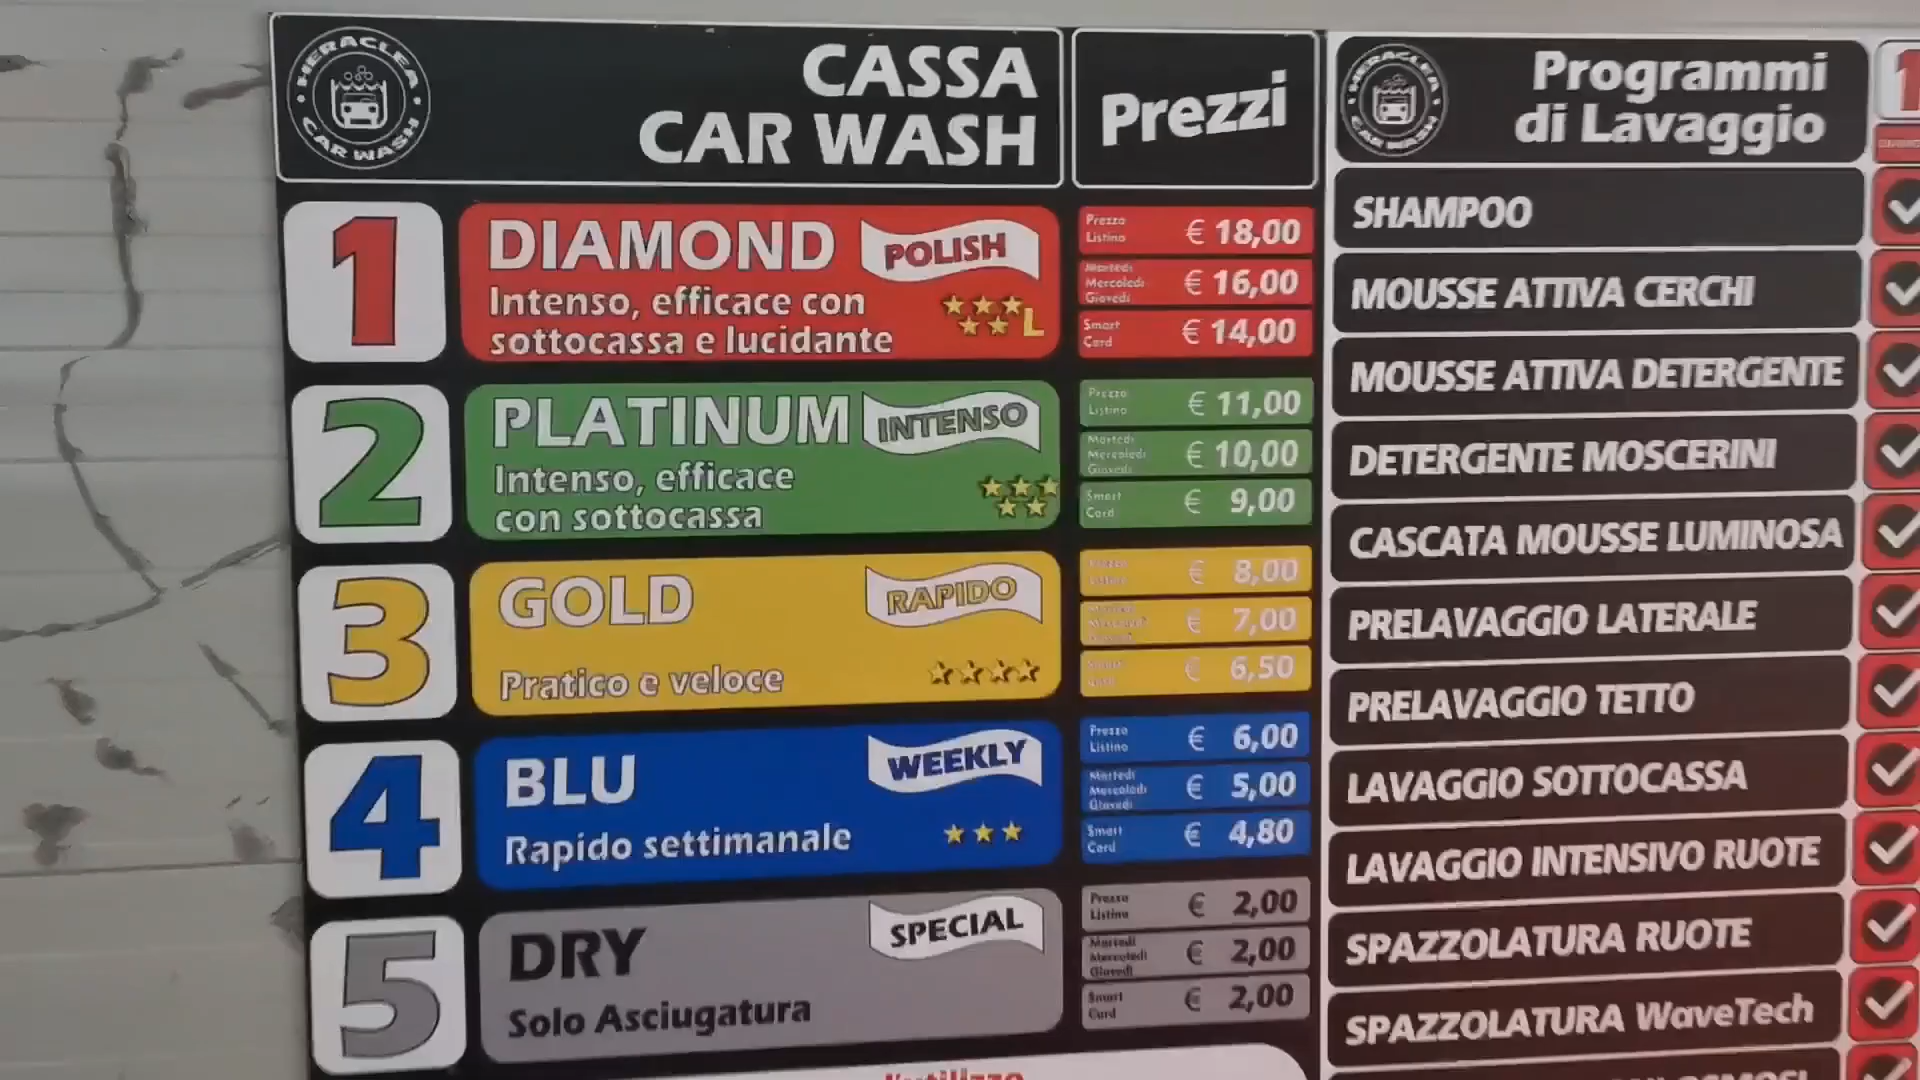 HERACLEA
CAR WASH
CASSA
CAR WASH
Prezzi
1
DIAMOND
POLISH
Intenso, efficace con
sottocassa e lucidante
L
Prezzo
Listino
€ 18,00
Martedì
Mercoledì
Giovedì
€ 16,00
Smart
Card
€ 14,00
2
PLATINUM
INTENSO
Intenso, efficace
con sottocassa
Prezzo
Listino
€ 11,00
Martedì
Mercoledì
Giovedì
€ 10,00
Smart
Card
€ 9,00
3
GOLD
RAPIDO
Pratico e veloce
€ 8,00
€ 7,00
€ 6,50
4
BLU
WEEKLY
Rapido settimanale
Prezzo
Listino
€ 6,00
Martedì
Mercoledì
Giovedì
€ 5,00
Smart
Card
€ 4,80
5
DRY
SPECIAL
Solo Asciugatura
Prezzo
Listino
€ 2,00
Martedì
Mercoledì
Giovedì
€ 2,00
Smart
Card
€ 2,00
HERACLEA
CAR WASH
Programmi
di Lavaggio
1
SHAMPOO
MOUSSE ATTIVA CERCHI
MOUSSE ATTIVA DETERGENTE
DETERGENTE MOSCERINI
CASCATA MOUSSE LUMINOSA
PRELAVAGGIO LATERALE
PRELAVAGGIO TETTO
LAVAGGIO SOTTOCASSA
LAVAGGIO INTENSIVO RUOTE
SPAZZOLATURA RUOTE
SPAZZOLATURA WaveTech